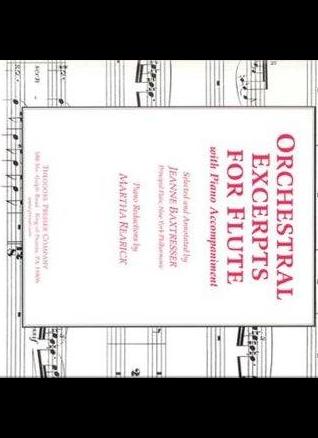 ORCHESTRAL
EXCERPTS
FOR FLUTE
with Piano Accompaniment
Selected and Annotated by
JEANNE BAXTRESSER
Principal Flute, New York Philharmonic
Piano Reductions by
MARTHA REARICK
THEODORE PRESSER COMPANY